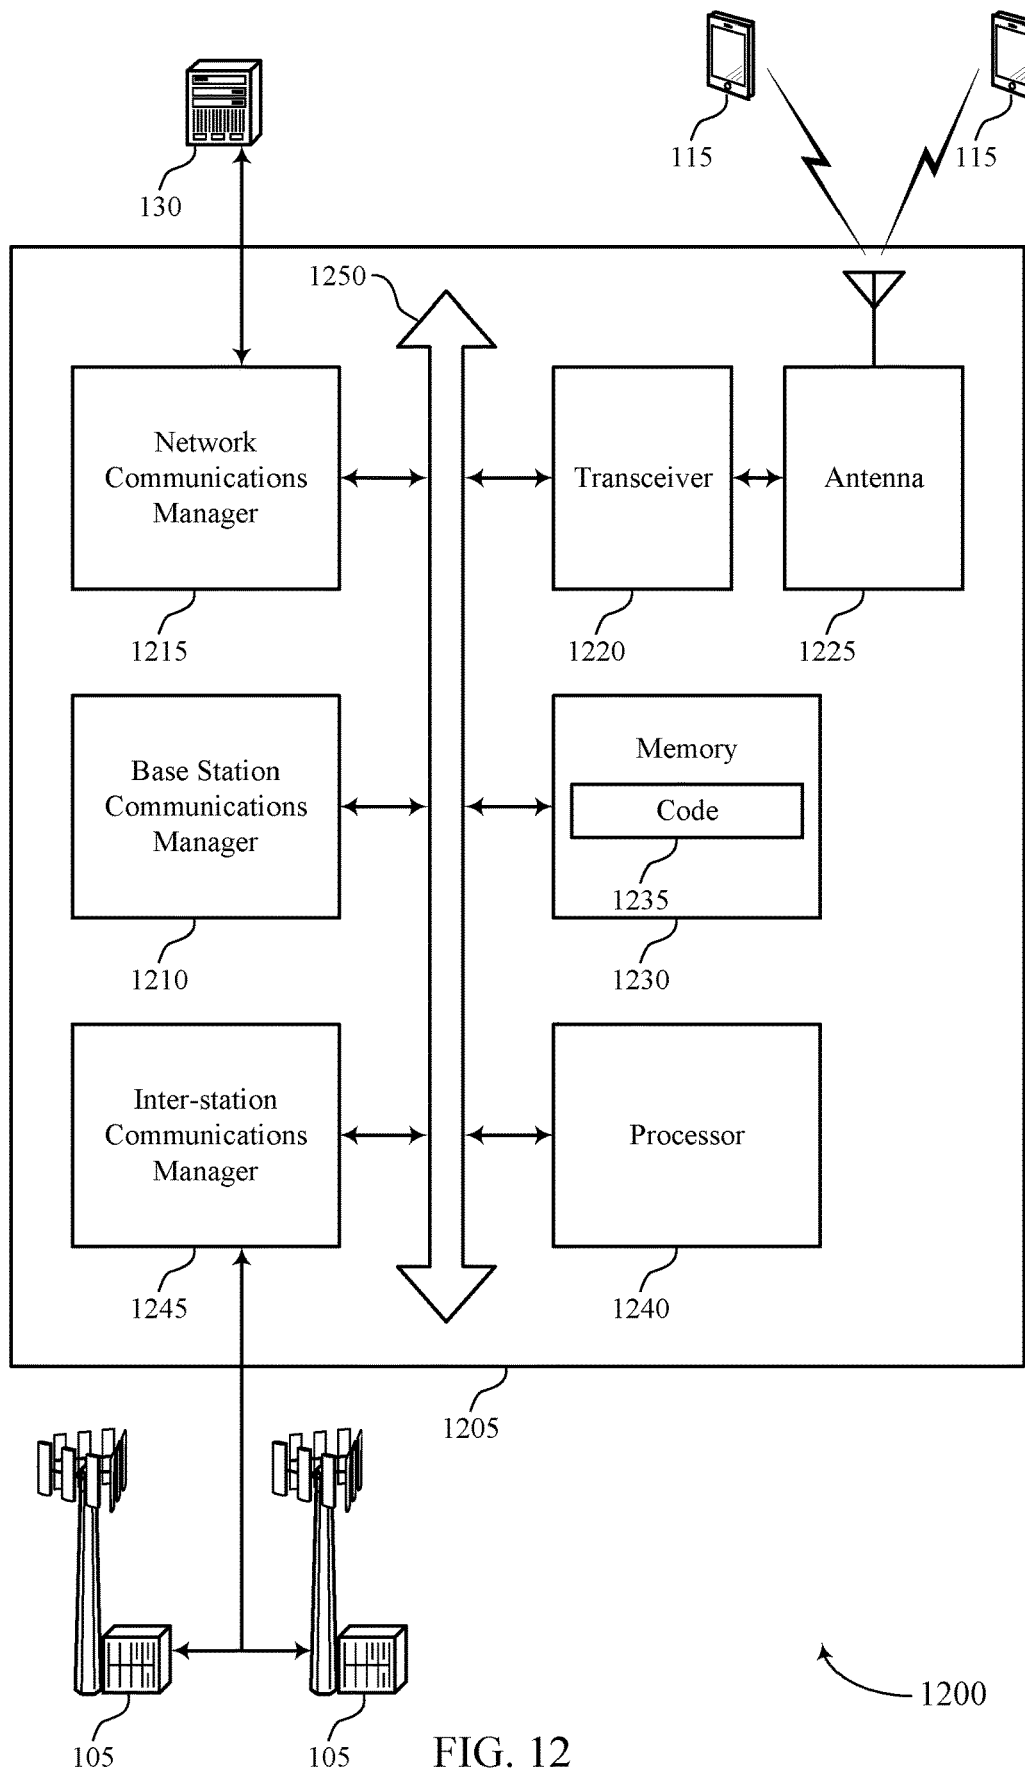 115
115
130
1250
Network
Communications
Manager
Transceiver
Antenna
1215
1220
1225
Base Station
Communications
Manager
Memory
Code
1235
1210
1230
Inter-station
Communications
Manager
Processor
1245
1240
1205
1200
105
105
FIG. 12